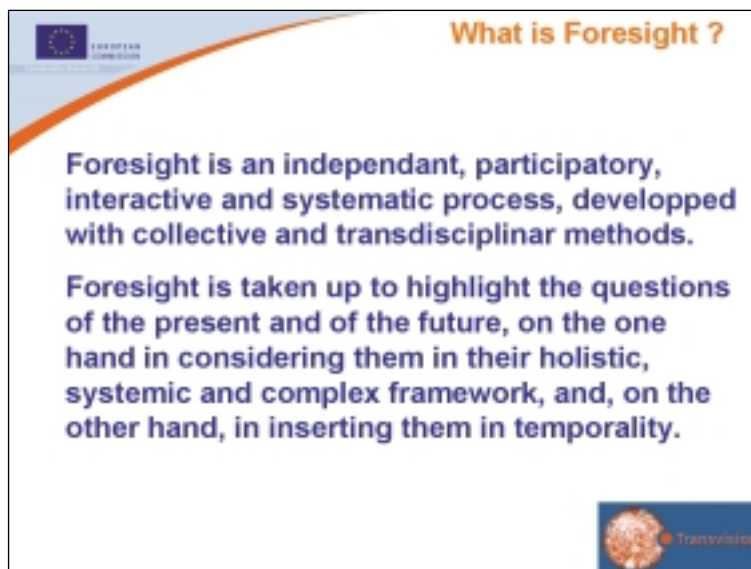 What is Foresight ?
EUROPEAN
COMMISSION
Foresight is an independant, participatory,
interactive and systematic process, developped
with collective and transdisciplinar methods.
Foresight is taken up to highlight the questions
of the present and of the future, on the one
hand in considering them in their holistic,
systemic and complex framework, and, on the
other hand, in inserting them in temporality.